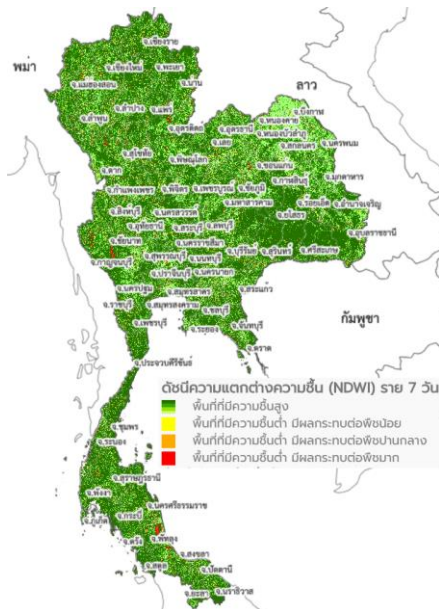 จ.เชียงราย
พม่า
จ.เชียงใหม่ จ.พะเยา
ลาว
จ.แม่ฮ่องสอน จ.น่าน
จ.ลำปาง จ.แพร่
จ.บึงกาฬ
จ.ลำพูน
จ.อุตรดิตถ์ จ.อุดรธานี จ.หนองคาย
จ.หนองบัวลำภู
จ.สุโขทัย จ.เลย จ.สกลนคร จ.นครพนม
จ.ตาก จ.พิษณุโลก จ.ขอนแก่น
จ.กาฬสินธุ์ จ.มุกดาหาร
จ.กำแพงเพชร จ.พิจิตร จ.เพชรบูรณ์ จ.ชัยภูมิ
จ.มหาสารคาม จ.ร้อยเอ็ด จ.อำนาจเจริญ
จ.สิงหบุรี จ.นครสวรรค์ จ.ยโสธร
จ.อุทัยธานี จ.สระบุรี จ.ลพบุรี
จ.อุบลราชธานี
จ.ชัยนาท จ.นครราชสีมา จ.บุรีรัมย์ จ.สุรินทร์ จ.ศรีสะเกษ
จ.กาญจนบุรี จ.สุพรรณบุรี จ.นนทบุรี
จ.ปราจีนบุรี จ.นครนายก
จ.นครปฐม จ.สมุทรสาคร จ.สระแก้ว
จ.ราชบุรี จ.สมุทรสงคราม จ.ชลบุรี
กัมพูชา
จ.เพชรบุรี จ.ระยอง จ.จันทบุรี
จ.ตราด
จ.ประจวบคีรีขันธ์
ดัชนีความแตกต่างความชื้น (NDWI) ราย 7 วัน
พื้นที่ที่มีความชื้นสูง
พื้นที่ที่มีความชื้นต่ำ มีผลกระทบต่อพืชน้อย
พื้นที่ที่มีความชื้นต่ำ มีผลกระทบต่อพืชปานกลาง
พื้นที่ที่มีความชื้นต่ำ มีผลกระทบต่อพืชมาก
จ.ชุมพร
จ.ระนอง
จ.สุราษฎร์ธานี
จ.พังงา
จ.นครศรีธรรมราช
จ.ภูเก็ต จ.กระบี่
จ.ตรัง จ.พัทลุง
จ.สงขลา
จ.สตูล จ.ปัตตานี
จ.ยะลา จ.นราธิวาส